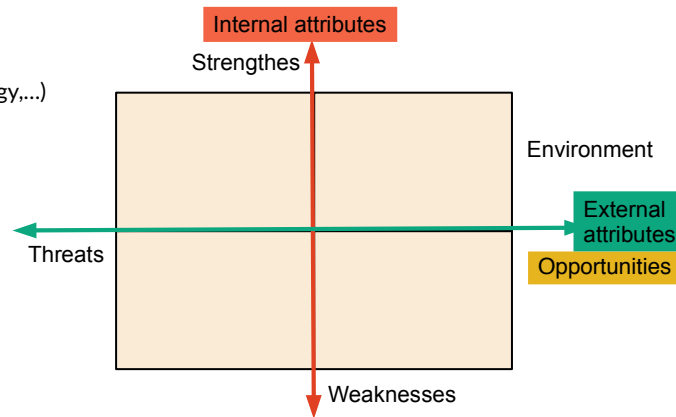 Internal attributes
Strengthes
gy,...)
Environment
External
attributes
Threats
Opportunities
Weaknesses